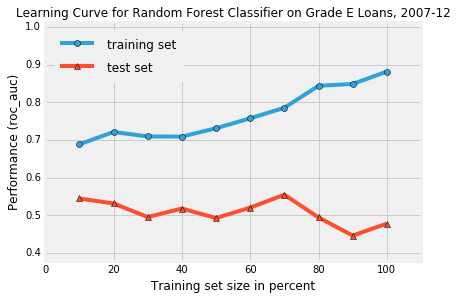 Learning Curve for Random Forest Classifier on Grade E Loans, 2007-12
1.0
0.9
0.8
0.7
0.6
0.5
0.4
Performance (roc_auc)
training set
test set
0
20
40
60
80
100
Training set size in percent